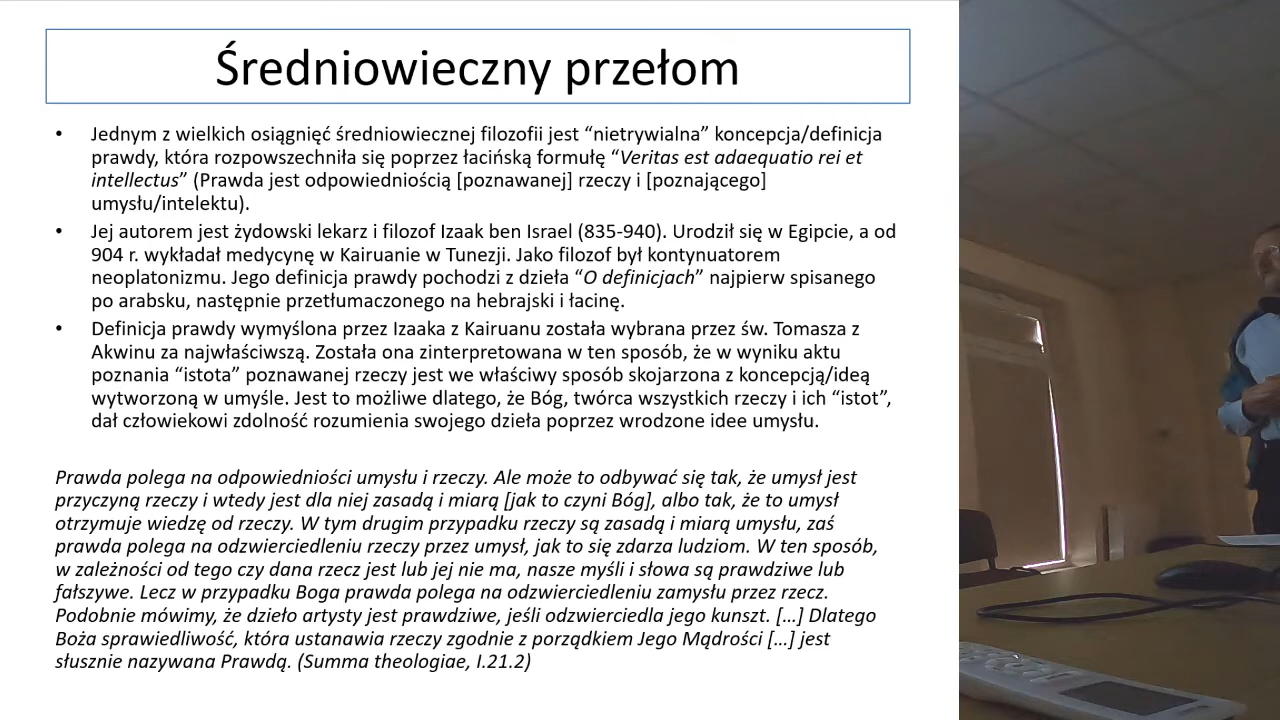 Średniowieczny przełom
• Jednym z wielkich osiągnięć średniowiecznej filozofii jest “nietrywialna” koncepcja/definicja
prawdy, która rozpowszechniła się poprzez łacińską formułę “Veritas est adaequatio rei et
intellectus” (Prawda jest odpowiedniością [poznawanej] rzeczy i [poznającego]
umysłu/intelektu).
• Jej autorem jest żydowski lekarz i filozof Izaak ben Israel (835-940). Urodził się w Egipcie, a od
904 r. wykładał medycynę w Kairuanie w Tunezji. Jako filozof był kontynuatorem
neoplatonizmu. Jego definicja prawdy pochodzi z dzieła “O definicjach” najpierw spisanego
po arabsku, następnie przetłumaczonego na hebrajski i łacinę.
• Definicja prawdy wymyślona przez Izaaka z Kairuanu została wybrana przez św. Tomasza z
Akwinu za najwłaściwszą. Została ona zinterpretowana w ten sposób, że w wyniku aktu
poznania “istota” poznawanej rzeczy jest we właściwy sposób skojarzona z koncepcją/ideą
wytworzoną w umyśle. Jest to możliwe dlatego, że Bóg, twórca wszystkich rzeczy i ich “istot”,
dał człowiekowi zdolność rozumienia swojego dzieła poprzez wrodzone idee umysłu.
Prawda polega na odpowiedniości umysłu i rzeczy. Ale może to odbywać się tak, że umysł jest
przyczyną rzeczy i wtedy jest dla niej zasadą i miarą [jak to czyni Bóg], albo tak, że to umysł
otrzymuje wiedzę od rzeczy. W tym drugim przypadku rzeczy są zasadą i miarą umysłu, zaś
prawda polega na odzwierciedleniu rzeczy przez umysł, jak to się zdarza ludziom. W ten sposób,
w zależności od tego czy dana rzecz jest lub jej nie ma, nasze myśli i słowa są prawdziwe lub
fałszywe. Lecz w przypadku Boga prawda polega na odzwierciedleniu zamysłu przez rzecz.
Podobnie mówimy, że dzieło artysty jest prawdziwe, jeśli odzwierciedla jego kunszt. […] Dlatego
Boża sprawiedliwość, która ustanawia rzeczy zgodnie z porządkiem Jego Mądrości […] jest
słusznie nazywana Prawdą. (Summa theologiae, I.21.2)